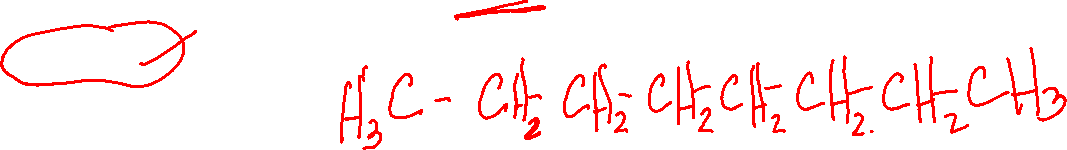 H₃C - CH₂ CH₂ CH₂ CH₂ CH₂ CH₂ CH₃